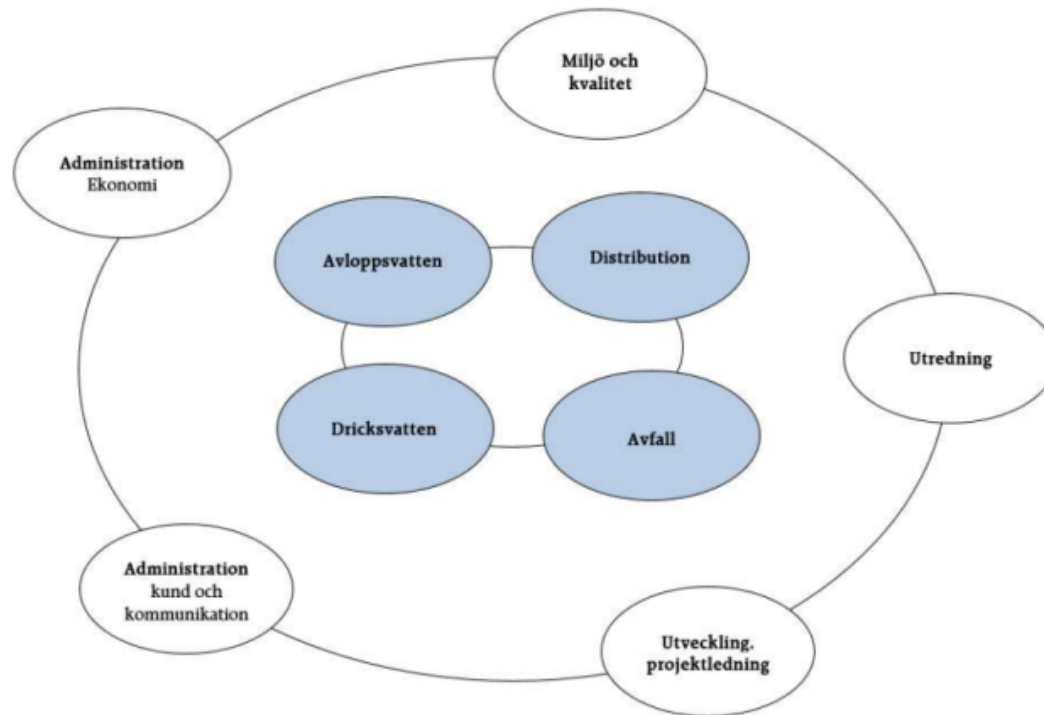 Miljö och
kvalitet
Administration
Ekonomi
Avloppsvatten
Distribution
Utredning
Dricksvatten
Avfall
Administration
kund och
kommunikation
Utveckling,
projektledning